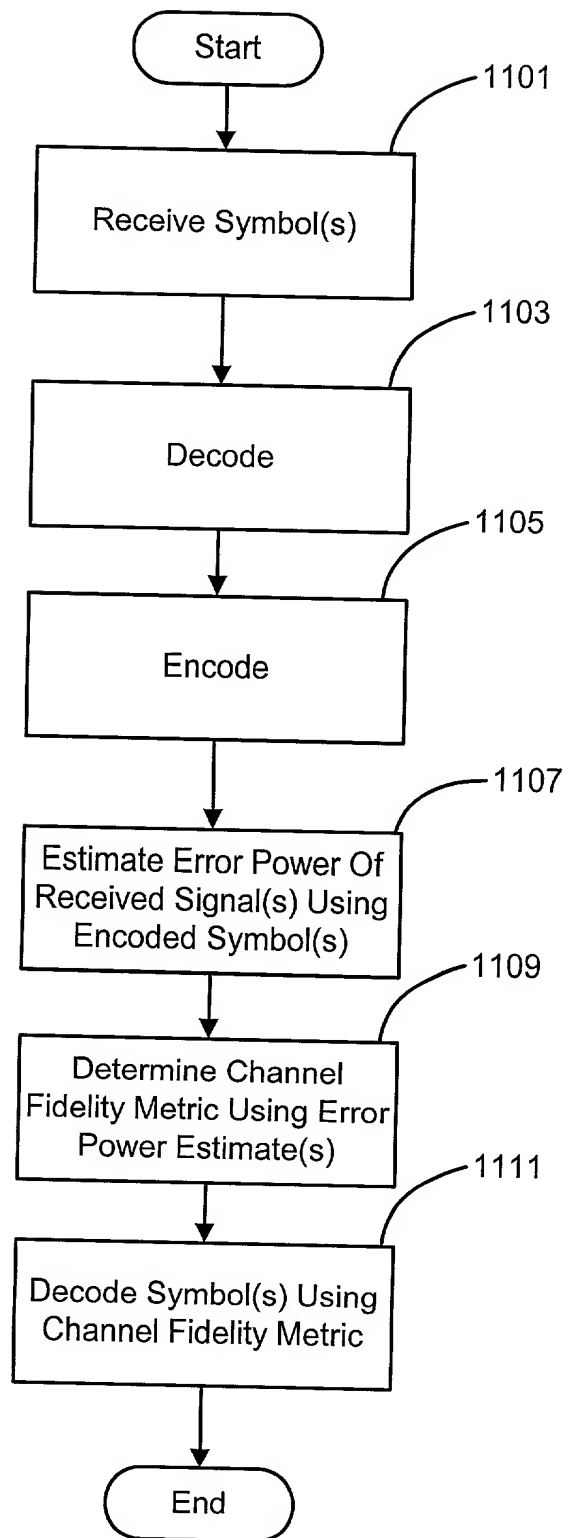 Start
1101
Receive Symbol(s)
1103
Decode
1105
Encode
1107
Estimate Error Power Of
Received Signal(s) Using
Encoded Symbol(s)
1109
Determine Channel
Fidelity Metric Using Error
Power Estimate(s)
1111
Decode Symbol(s) Using
Channel Fidelity Metric
End